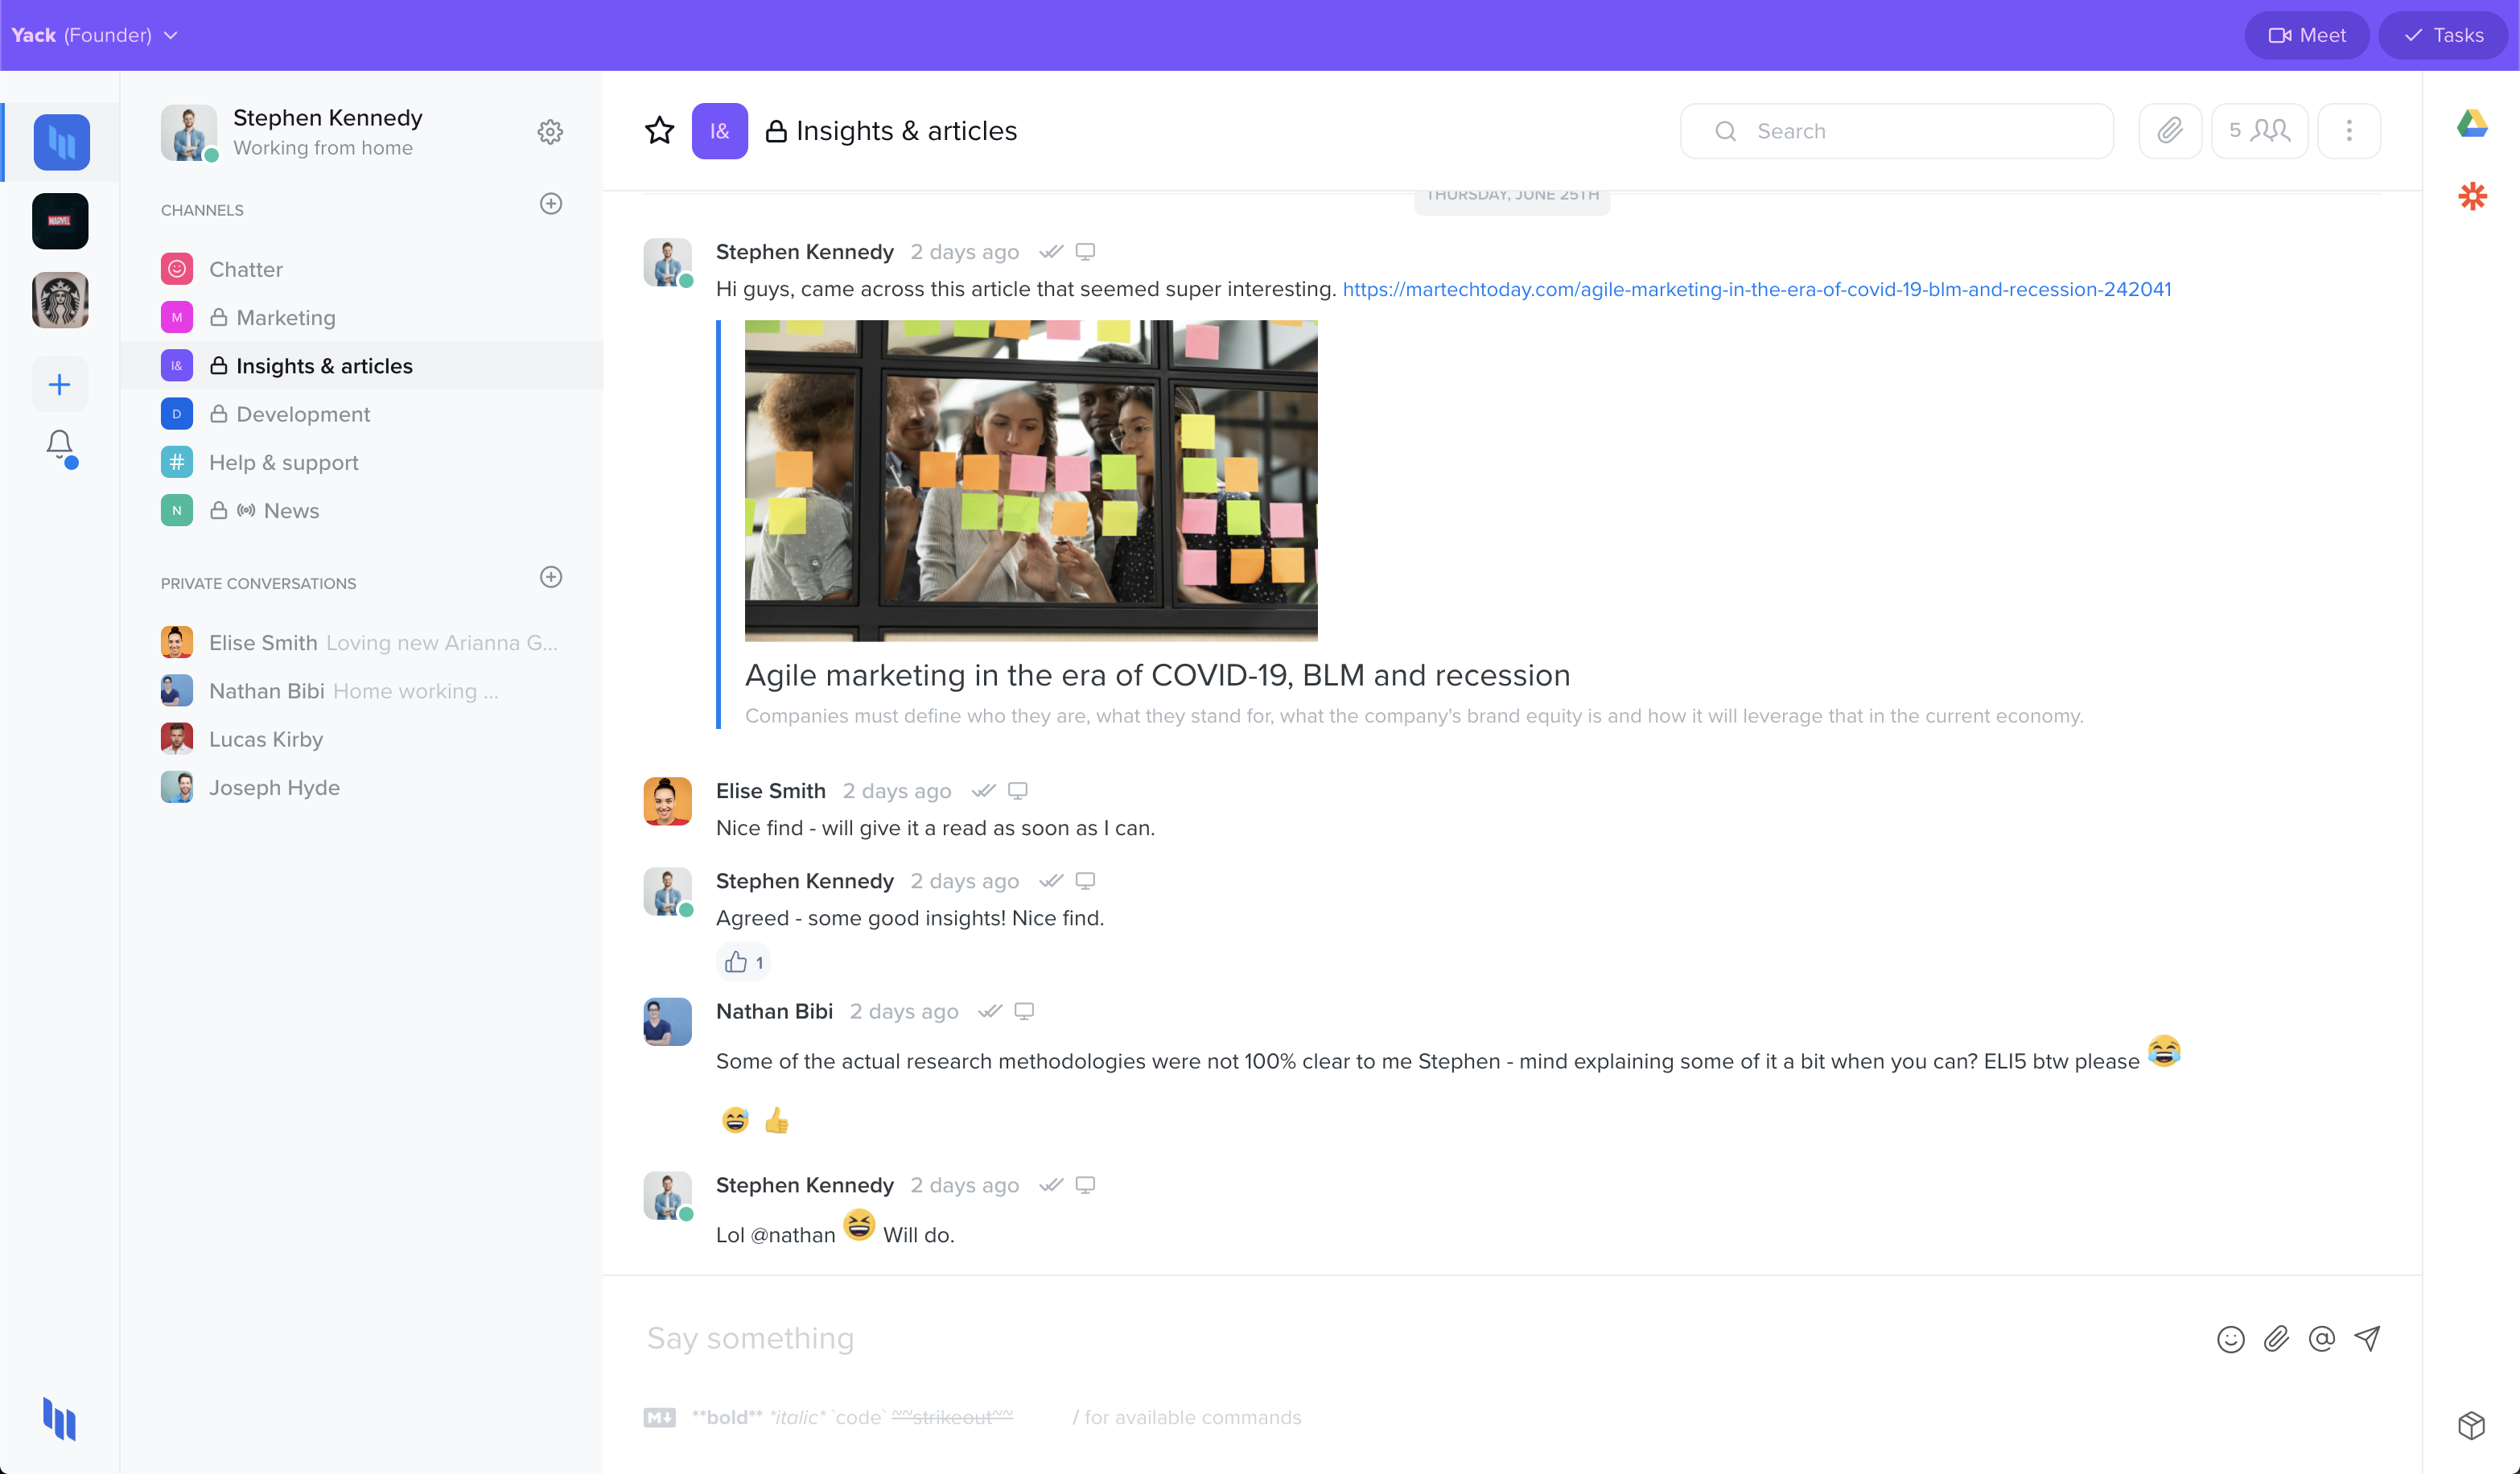 Yack (Founder)
Meet
Tasks
MARVEL
Stephen Kennedy
Working from home
CHANNELS
Chatter
M Marketing
I& Insights & articles
D Development
# Help & support
N News
PRIVATE CONVERSATIONS
Elise Smith Loving new Arianna G...
Nathan Bibi Home working ...
Lucas Kirby
Joseph Hyde
I& Insights & articles
Search
5
THURSDAY, JUNE 25TH
Stephen Kennedy 2 days ago
Hi guys, came across this article that seemed super interesting. https://martechtoday.com/agile-marketing-in-the-era-of-covid-19-blm-and-recession-242041
Agile marketing in the era of COVID-19, BLM and recession
Companies must define who they are, what they stand for, what the company's brand equity is and how it will leverage that in the current economy.
Elise Smith 2 days ago
Nice find - will give it a read as soon as I can.
Stephen Kennedy 2 days ago
Agreed - some good insights! Nice find.
1
Nathan Bibi 2 days ago
Some of the actual research methodologies were not 100% clear to me Stephen - mind explaining some of it a bit when you can? ELI5 btw please 😂
😅 👍
Stephen Kennedy 2 days ago
Lol @nathan 😆 Will do.
Say something
M **bold** *italic* `code` ~~strikeout~~ / for available commands